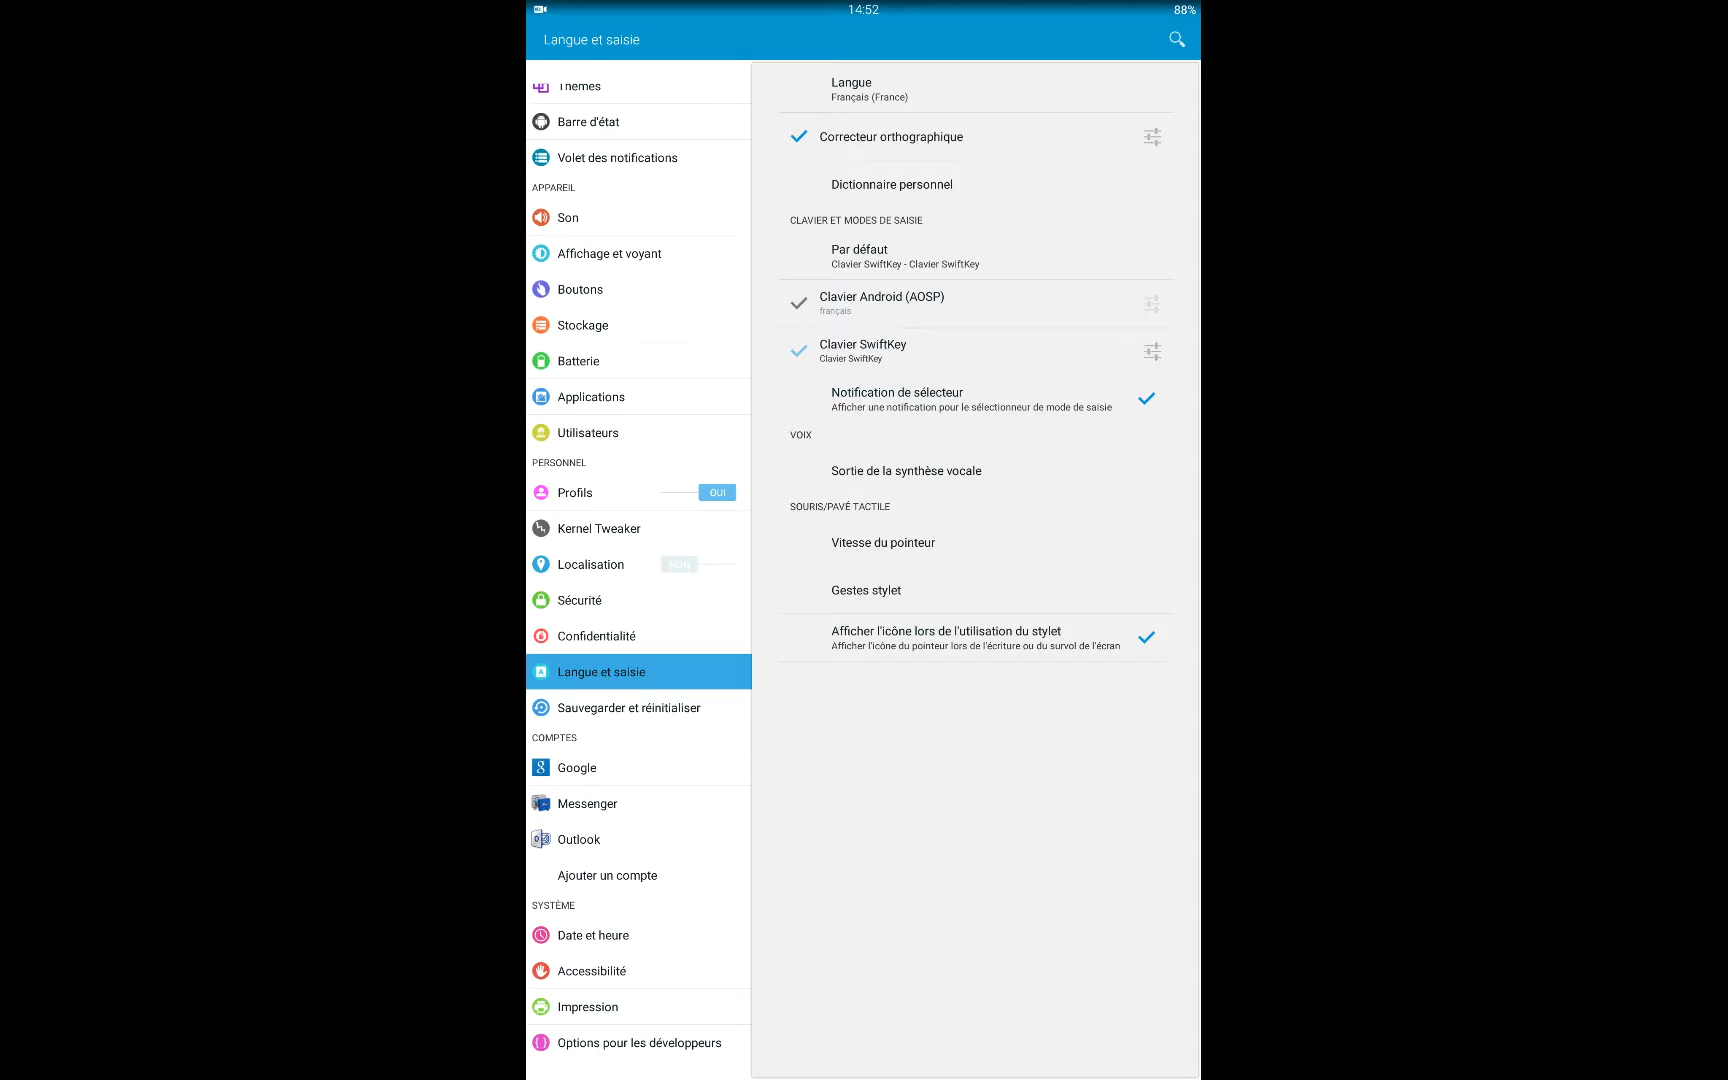 14:52
88%
Langue et saisie
Thèmes
Barre d'état
Volet des notifications
APPAREIL
Son
Affichage et voyant
Boutons
Stockage
Batterie
Applications
Utilisateurs
PERSONNEL
Profils
OUI
Kernel Tweaker
Localisation
NON
Sécurité
Confidentialité
Langue et saisie
Sauvegarder et réinitialiser
COMPTES
Google
Messenger
Outlook
Ajouter un compte
SYSTÈME
Date et heure
Accessibilité
Impression
Options pour les développeurs
Langue
Français (France)
Correcteur orthographique
Dictionnaire personnel
CLAVIER ET MODES DE SAISIE
Par défaut
Clavier SwiftKey - Clavier SwiftKey
Clavier Android (AOSP)
français
Clavier SwiftKey
Clavier SwiftKey
Notification de sélecteur
Afficher une notification pour le sélectionneur de mode de saisie
VOIX
Sortie de la synthèse vocale
SOURIS/PAVÉ TACTILE
Vitesse du pointeur
Gestes stylet
Afficher l'icône lors de l'utilisation du stylet
Afficher l'icône du pointeur lors de l'écriture ou du survol de l'écran